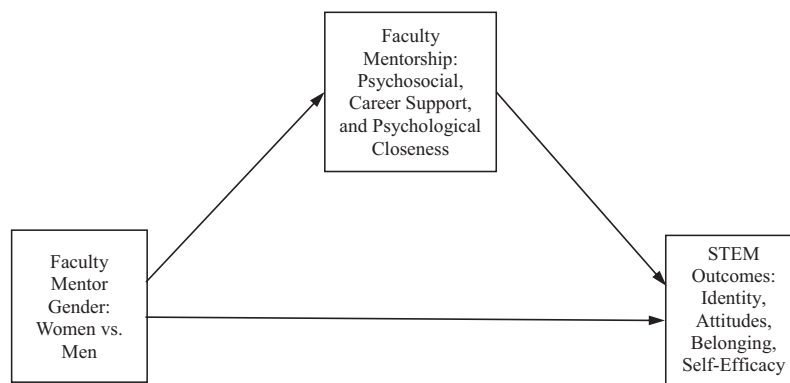 Faculty
Mentorship:
Psychosocial,
Career Support,
and Psychological
Closeness
Faculty
Mentor
Gender:
Women vs.
Men
STEM
Outcomes:
Identity,
Attitudes,
Belonging,
Self-Efficacy